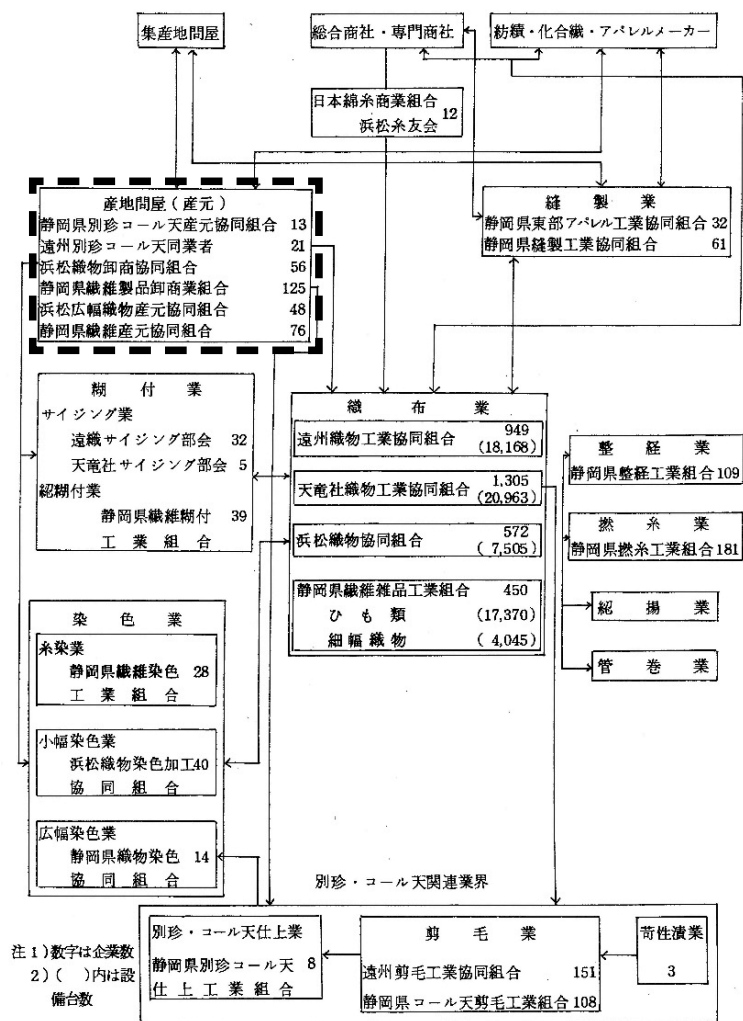 集産地問屋
総合商社・専門商社
紡績・化合繊・アパレルメーカー
日本綿糸商業組合
浜松糸友会
12
産地問屋(産元)
静岡県別珍コール天産元協同組合 13
遠州別珍コール天同業者 21
浜松織物卸商協同組合 56
静岡県繊維製品卸商業組合 125
浜松広幅織物産元協同組合 48
静岡県繊維産元協同組合 76
縫製業
静岡県東部アパレル工業協同組合 32
静岡県縫製工業協同組合 61
糊付業
サイジング業
遠織サイジング部会 32
天竜社サイジング部会 5
綛糊付業
静岡県繊維糊付 39
工業組合
織布業
遠州織物工業協同組合 949
(18,168)
天竜社織物工業協同組合 1,305
(20,963)
浜松織物協同組合 572
(7,505)
静岡県繊維雑品工業組合 450
ひも類 (17,370)
細幅織物 (4,045)
整経業
静岡県整経工業組合 109
撚糸業
静岡県撚糸工業組合 181
綛揚業
管巻業
染色業
糸染業
静岡県繊維染色 28
工業組合
小幅染色業
浜松織物染色加工 40
協同組合
広幅染色業
静岡県織物染色 14
協同組合
別珍・コール天関連業界
別珍・コール天仕上業
静岡県別珍コール天 8
仕上工業組合
剪毛業
遠州剪毛工業協同組合 151
静岡県コール天剪毛工業組合 108
苛性漬業
3
注1)数字は企業数
2)( )内は設
備台数